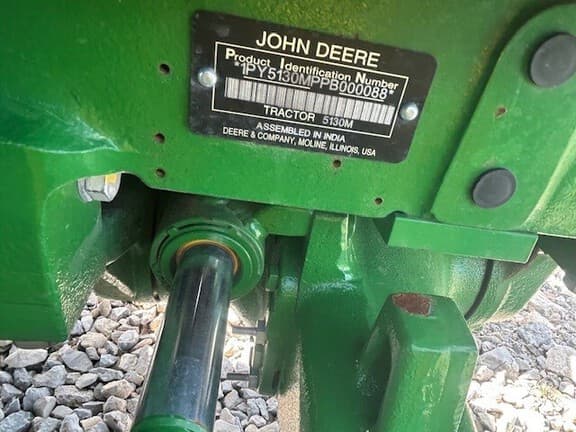 JOHN DEERE
Product Identification Number
*1PY5130MPPB000088*
TRACTOR 5130M
ASSEMBLED IN INDIA
DEERE & COMPANY, MOLINE, ILLINOIS, USA